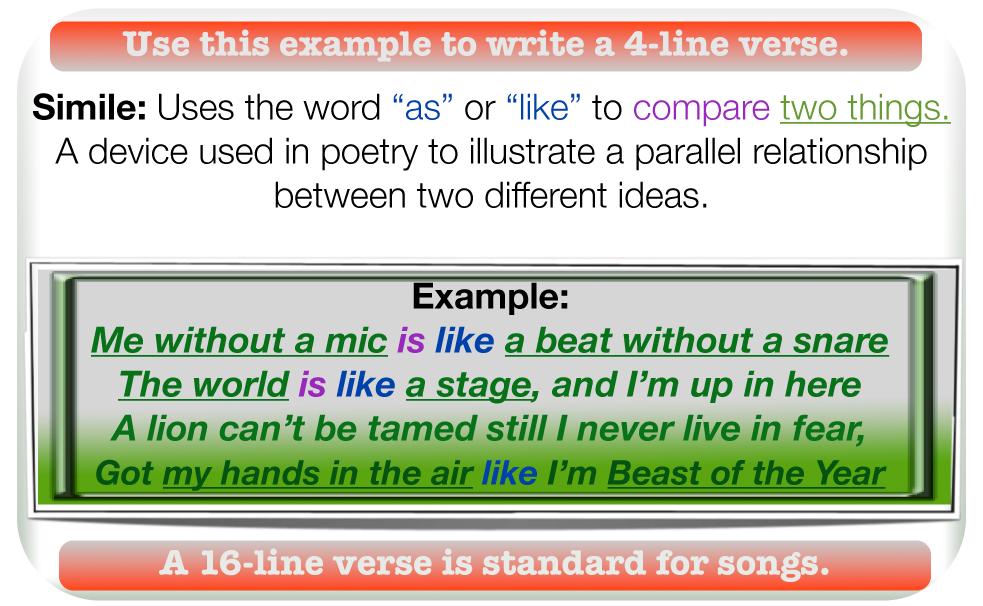 Use this example to write a 4-line verse.
Simile: Uses the word “as” or “like” to compare two things.
A device used in poetry to illustrate a parallel relationship
between two different ideas.
Example:
Me without a mic is like a beat without a snare
The world is like a stage, and I’m up in here
A lion can’t be tamed still I never live in fear,
Got my hands in the air like I’m Beast of the Year
A 16-line verse is standard for songs.